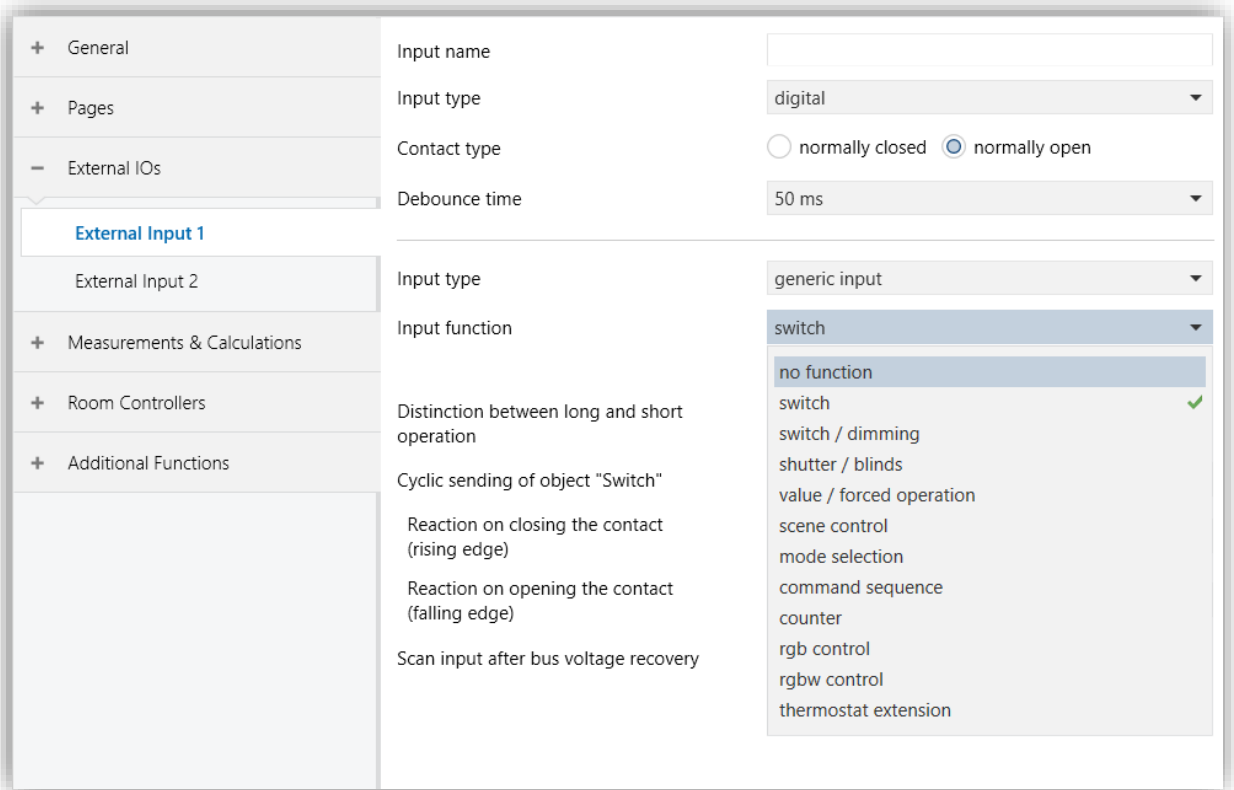 General
Pages
External IOs
External Input 1
External Input 2
Measurements & Calculations
Room Controllers
Additional Functions
Input name
Input type
digital
Contact type
normally closed
normally open
Debounce time
50 ms
Input type
generic input
Input function
switch
no function
switch
switch / dimming
shutter / blinds
value / forced operation
scene control
mode selection
command sequence
counter
rgb control
rgbw control
thermostat extension
Distinction between long and short
operation
Cyclic sending of object "Switch"
Reaction on closing the contact
(rising edge)
Reaction on opening the contact
(falling edge)
Scan input after bus voltage recovery